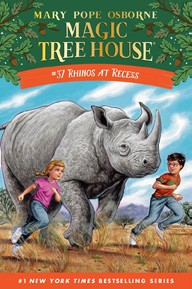 MARY POPE OSBORNE
MAGIC
TREE HOUSE®
#37 RHINOS AT RECESS
#1 NEW YORK TIMES BESTSELLING SERIES